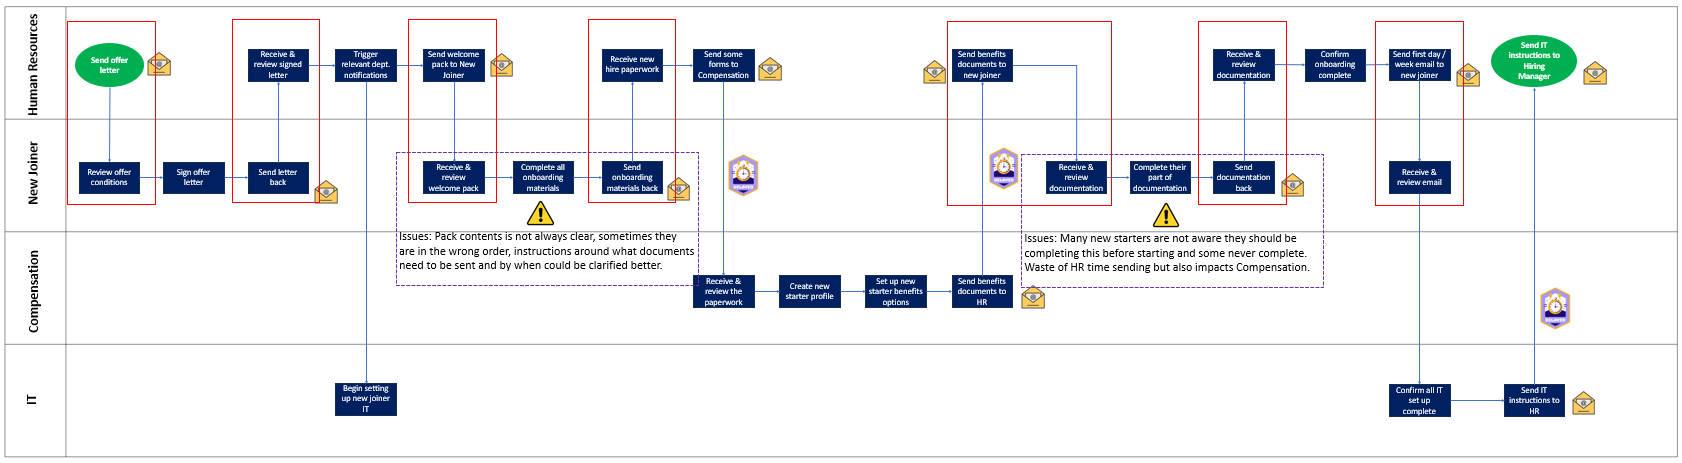 Human Resources
Send offer
letter
Receive &
review signed
letter
Trigger
relevant dept.
notifications
Send welcome
pack to New
Joiner
Receive new
hire paperwork
Send some
forms to
Compensation
Send benefits
documents to
new joiner
Receive &
review
documentation
Confirm
onboarding
complete
Send first day /
week email to
new joiner
Send IT
instructions to
Hiring
Manager
New Joiner
Review offer
conditions
Sign offer
letter
Send letter
back
Receive &
review
welcome pack
Complete all
onboarding
materials
Send
onboarding
materials back
Receive &
review
documentation
Complete their
part of
documentation
Send
documentation
back
Receive &
review email
Issues: Pack contents is not always clear, sometimes they
are in the wrong order, instructions around what documents
need to be sent and by when could be clarified better.
Issues: Many new starters are not aware they should be
completing this before starting and some never complete.
Waste of HR time sending but also impacts Compensation.
Compensation
Receive &
review the
paperwork
Create new
starter profile
Set up new
starter benefits
options
Send benefits
documents to
HR
IT
Begin setting
up new joiner
IT
Confirm all IT
set up
complete
Send IT
instructions to
HR